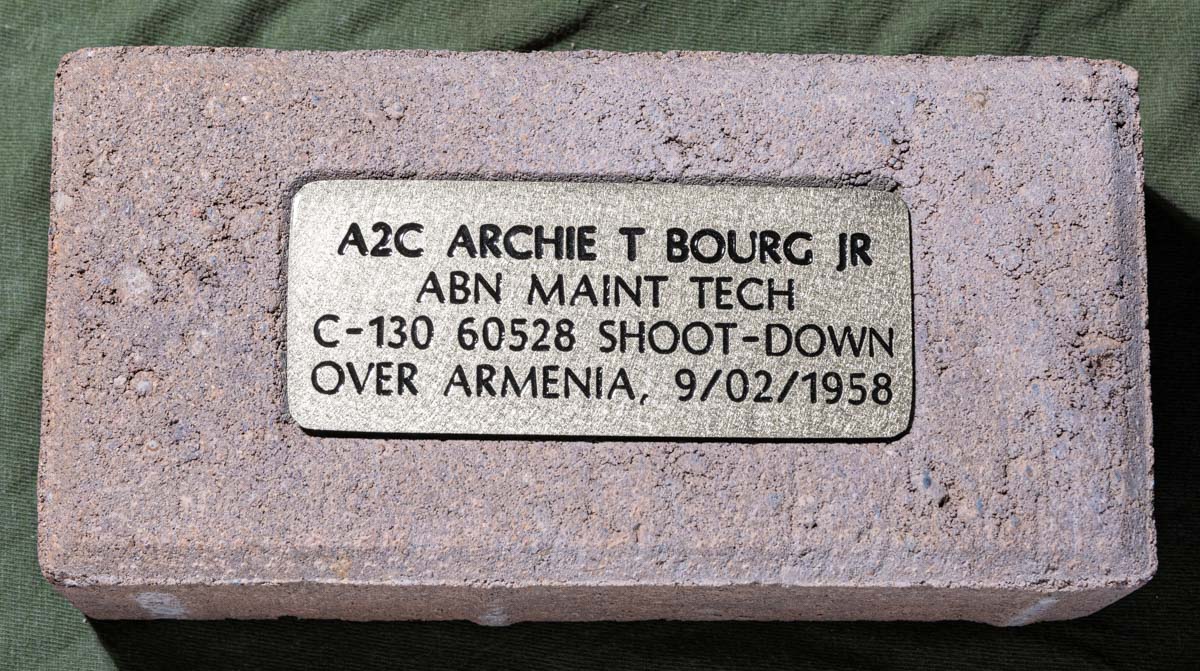 A2C ARCHIE T BOURG JR
ABN MAINT TECH
C-130 60528 SHOOT-DOWN
OVER ARMENIA, 9/02/1958